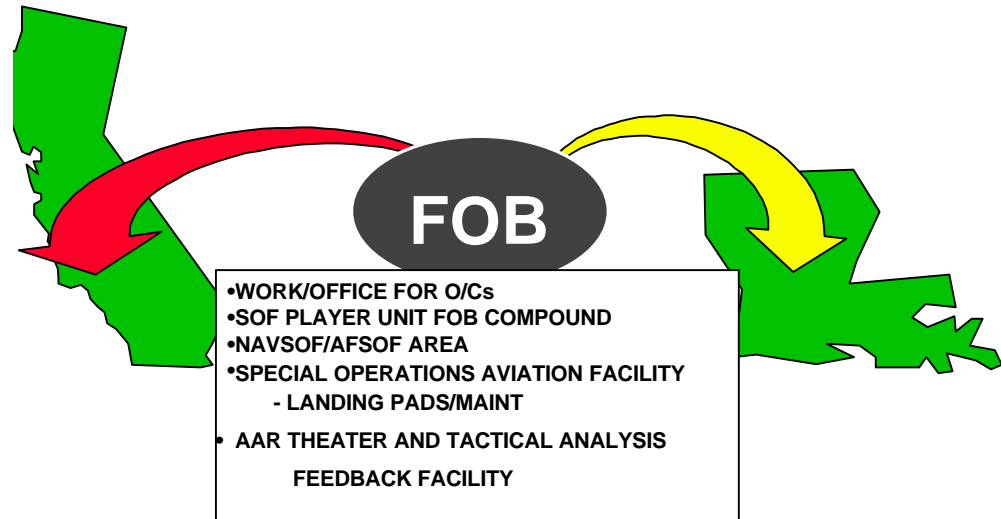 FOB
•WORK/OFFICE FOR O/Cs
•SOF PLAYER UNIT FOB COMPOUND
•NAVSOF/AFSOF AREA
•SPECIAL OPERATIONS AVIATION FACILITY
- LANDING PADS/MAINT
• AAR THEATER AND TACTICAL ANALYSIS
FEEDBACK FACILITY